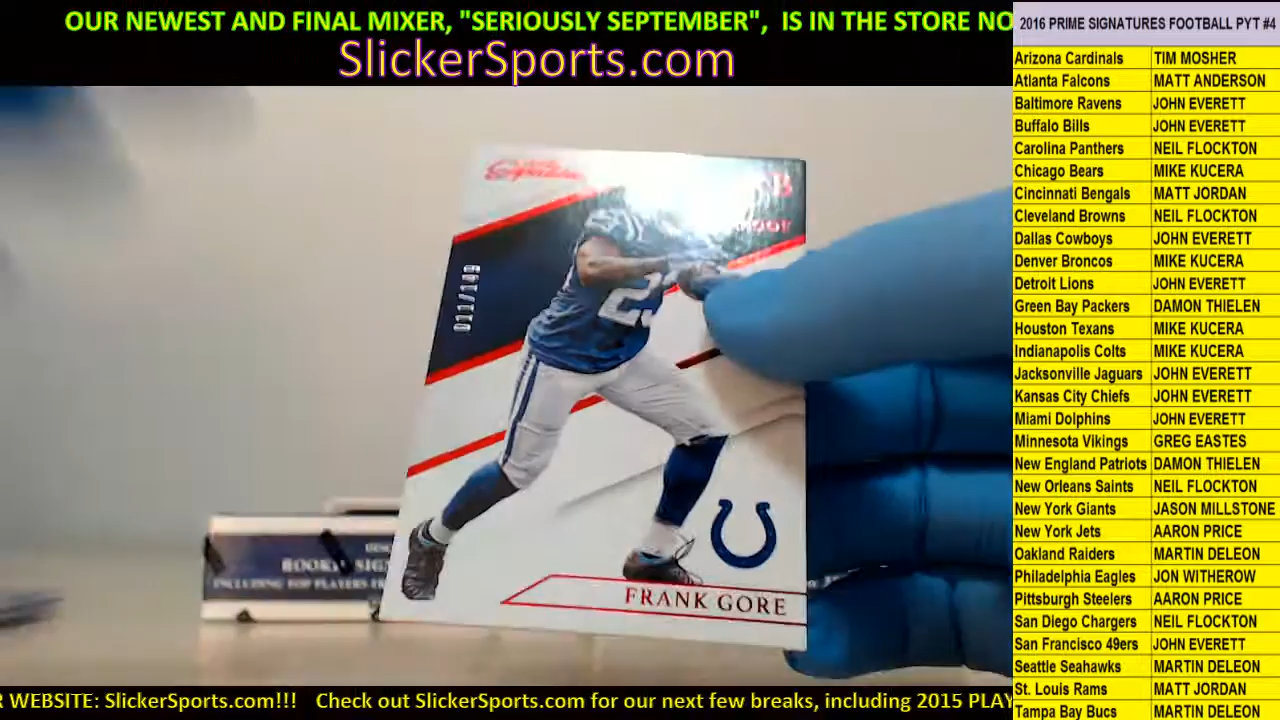 OUR NEWEST AND FINAL MIXER, "SERIOUSLY SEPTEMBER", IS IN THE STORE NO
SlickerSports.com
2016 PRIME SIGNATURES FOOTBALL PYT #4
Arizona Cardinals TIM MOSHER
Atlanta Falcons MATT ANDERSON
Baltimore Ravens JOHN EVERETT
Buffalo Bills JOHN EVERETT
Carolina Panthers NEIL FLOCKTON
Chicago Bears MIKE KUCERA
Cincinnati Bengals MATT JORDAN
Cleveland Browns NEIL FLOCKTON
Dallas Cowboys JOHN EVERETT
Denver Broncos MIKE KUCERA
Detroit Lions JOHN EVERETT
Green Bay Packers DAMON THIELEN
Houston Texans MIKE KUCERA
Indianapolis Colts MIKE KUCERA
Jacksonville Jaguars JOHN EVERETT
Kansas City Chiefs JOHN EVERETT
Miami Dolphins JOHN EVERETT
Minnesota Vikings GREG EASTES
New England Patriots DAMON THIELEN
New Orleans Saints NEIL FLOCKTON
New York Giants JASON MILLSTONE
New York Jets AARON PRICE
Oakland Raiders MARTIN DELEON
Philadelphia Eagles JON WITHEROW
Pittsburgh Steelers AARON PRICE
San Diego Chargers NEIL FLOCKTON
San Francisco 49ers JOHN EVERETT
Seattle Seahawks MARTIN DELEON
St. Louis Rams MATT JORDAN
Tampa Bay Bucs MARTIN DELEON
011/149
FRANK GORE
INCLUDING TOP PLAYERS
R WEBSITE: SlickerSports.com!!! Check out SlickerSports.com for our next few breaks, including 2015 PLAY